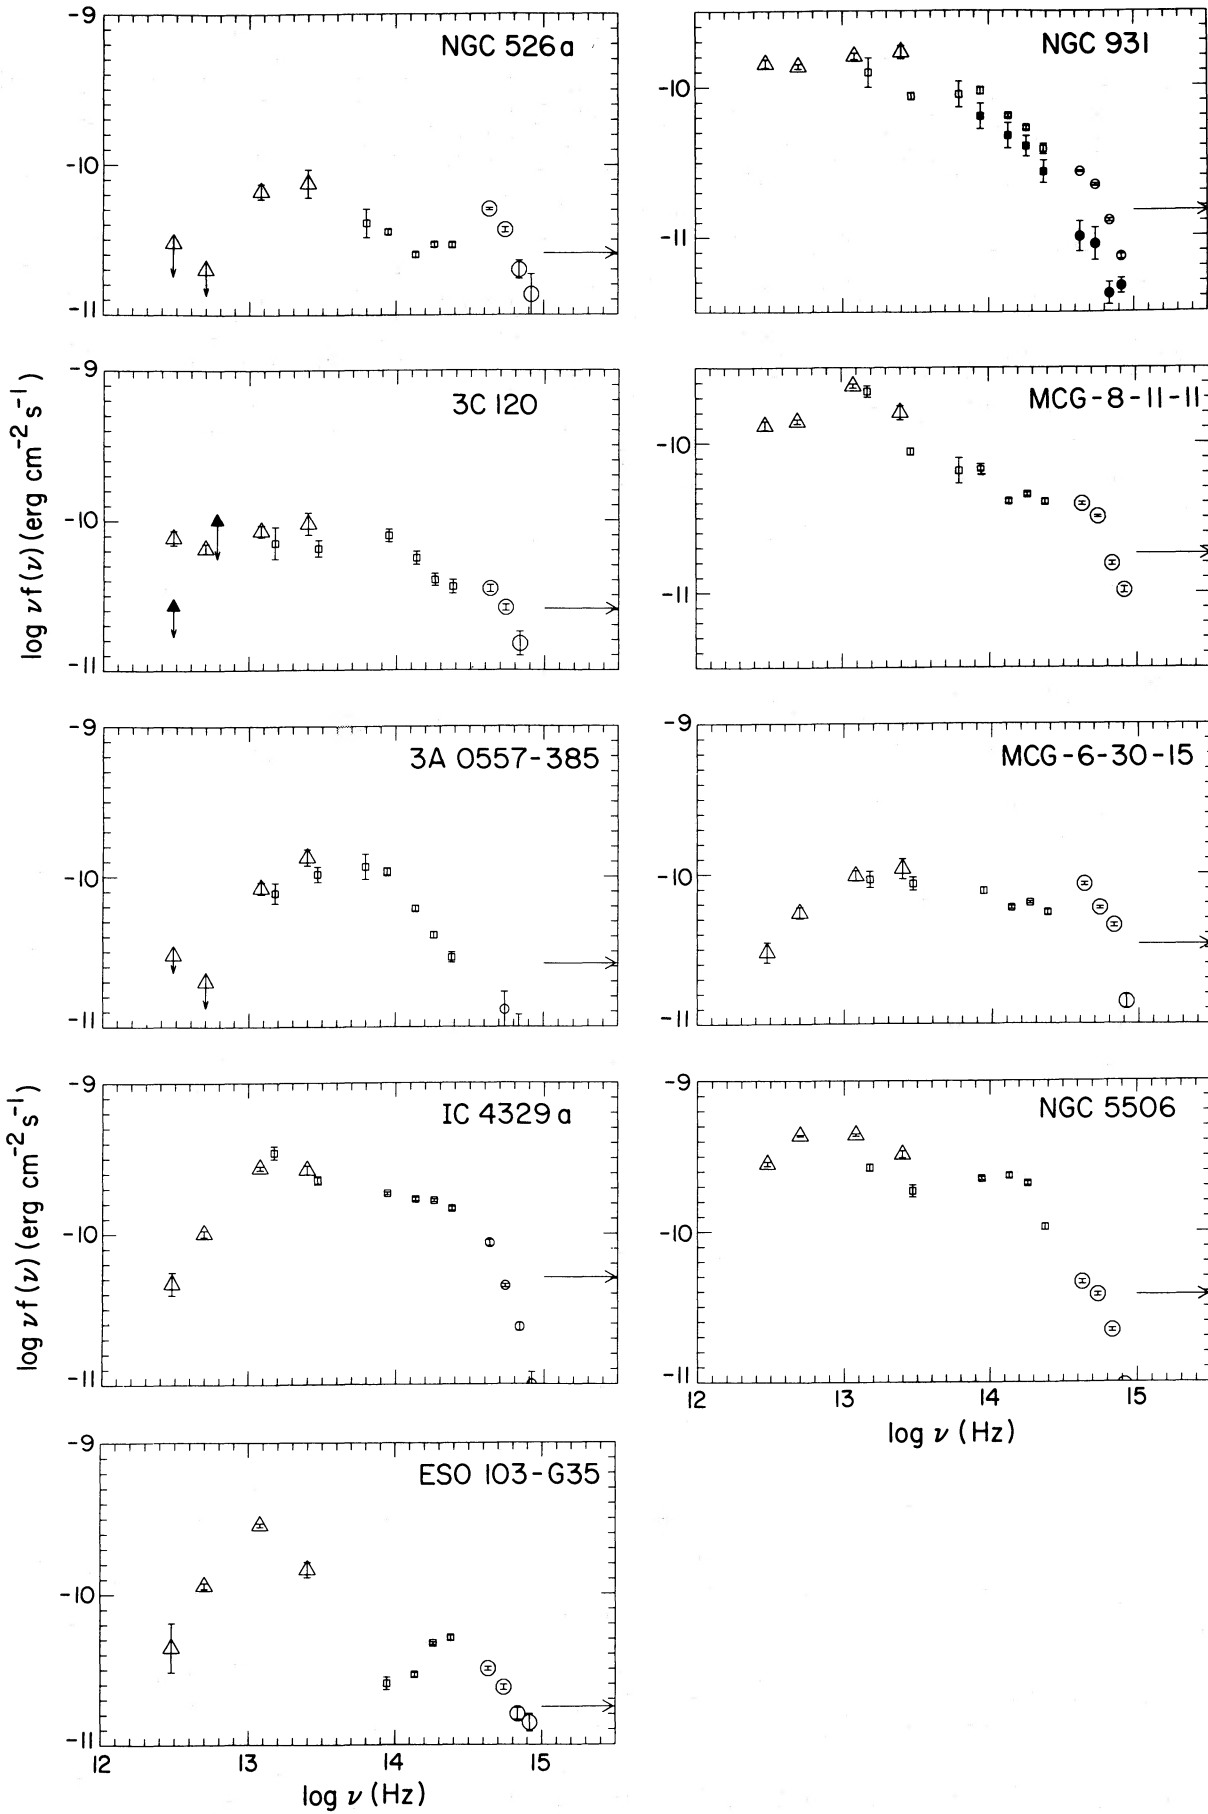 -9
NGC 526a
-10
-11
NGC 931
-10
-11
-9
3C 120
-10
-11
log νf(ν) (erg cm⁻² s⁻¹)
MCG-8-11-11
-10
-11
-9
3A 0557-385
-10
-11
-9
MCG-6-30-15
-10
-11
-9
IC 4329a
-10
-11
log νf(ν) (erg cm⁻² s⁻¹)
-9
NGC 5506
-10
-11
12 13 14 15
log ν (Hz)
-9
ESO 103-G35
-10
-11
12 13 14 15
log ν (Hz)